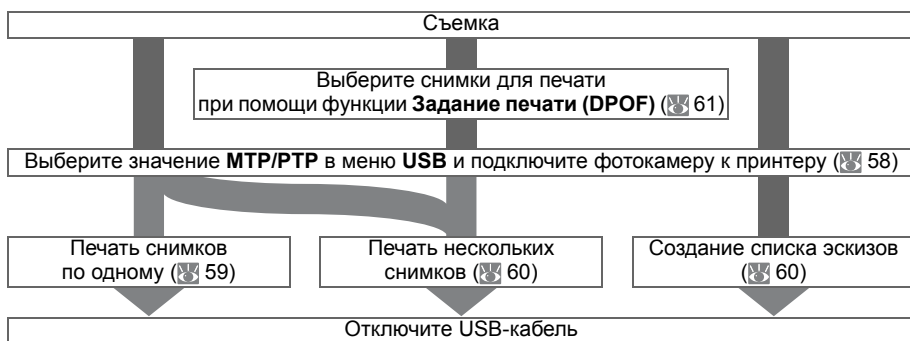 Съемка
Выберите снимки для печати
при помощи функции Задание печати (DPOF) ( 61)
Выберите значение MTP/PTP в меню USB и подключите фотокамеру к принтеру ( 58)
Печать снимков
по одному ( 59)
Печать нескольких
снимков ( 60)
Создание списка эскизов
( 60)
Отключите USB-кабель